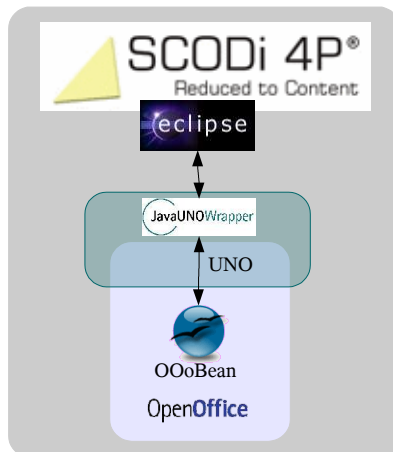 SCODi 4P®
Reduced to Content
eclipse
JavaUNOWrapper
UNO
OOoBean
OpenOffice